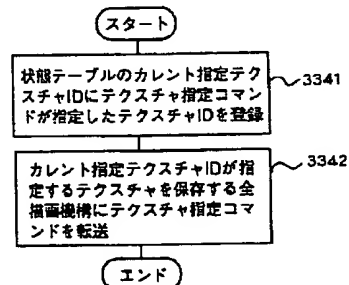 スタート
状態テーブルのカレント指定テク
スチャIDにテクスチャ指定コマン
ドが指定したテクスチャIDを登録
3341
カレント指定テクスチャIDが指
定するテクスチャを保存する全
描画機構にテクスチャ指定コマ
ンドを転送
3342
エンド